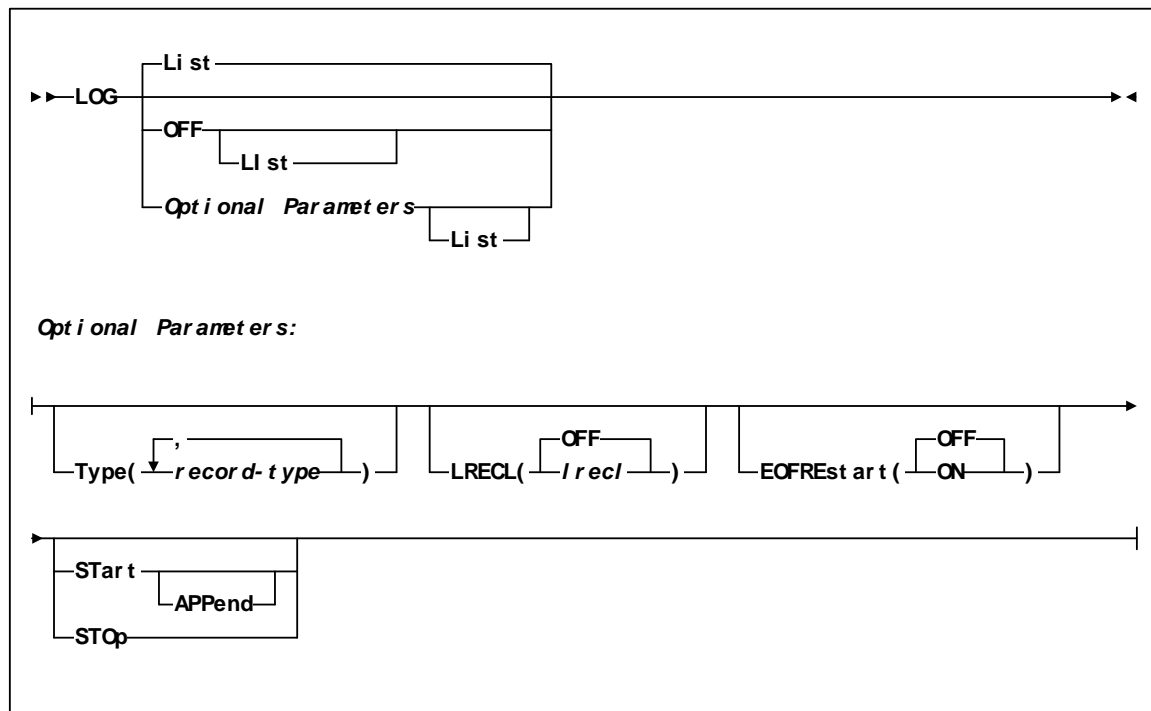 List
LOG
OFF
LIst
Optional Parameters
List
Optional Parameters:
,
OFF
OFF
Type( record-type )
LRECL( lrecl )
EOFREstart( ON )
STart
APPend
STOp